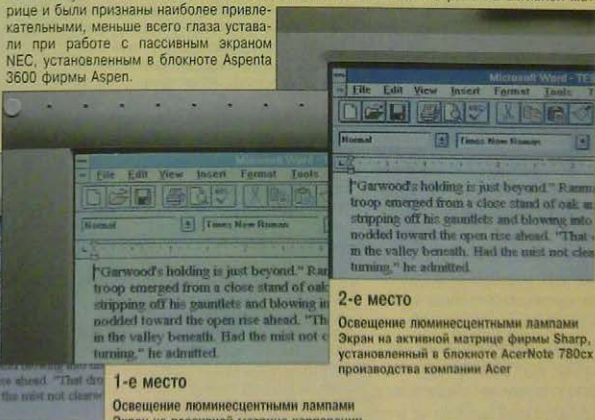 рице и были признаны наиболее привле-
кательными, меньше всего глаза устава-
ли при работе с пассивным экраном
NEC, установленным в блокноте Aspenta
3600 фирмы Aspen.
Microsoft Word - TES
File Edit View Insert Format Tools
Normal Times New Roman
"Garwood's holding is just beyond."
troop emerged from a close stand of oak
stripping off his gauntlets and blowing into
nodded toward the open rise ahead. "That
in the valley beneath. Had the mist not
turning," he admitted.
2-е место
Освещение люминесцентными лампами
Экран на активной матрице фирмы Sharp,
установленный в блокноте AcerNote 780cx
производства компании Acer
Microsoft Word
File Edit View Insert Format Tools
Normal Times New Roman
"Garwood's holding is just beyond."
troop emerged from a close stand of oak
stripping off his gauntlets and blowing in
nodded toward the open rise ahead.
in the valley beneath. Had the mist not
turning," he admitted.
ahead. "That
the mist not
1-е место
Освещение люминесцентными лампами